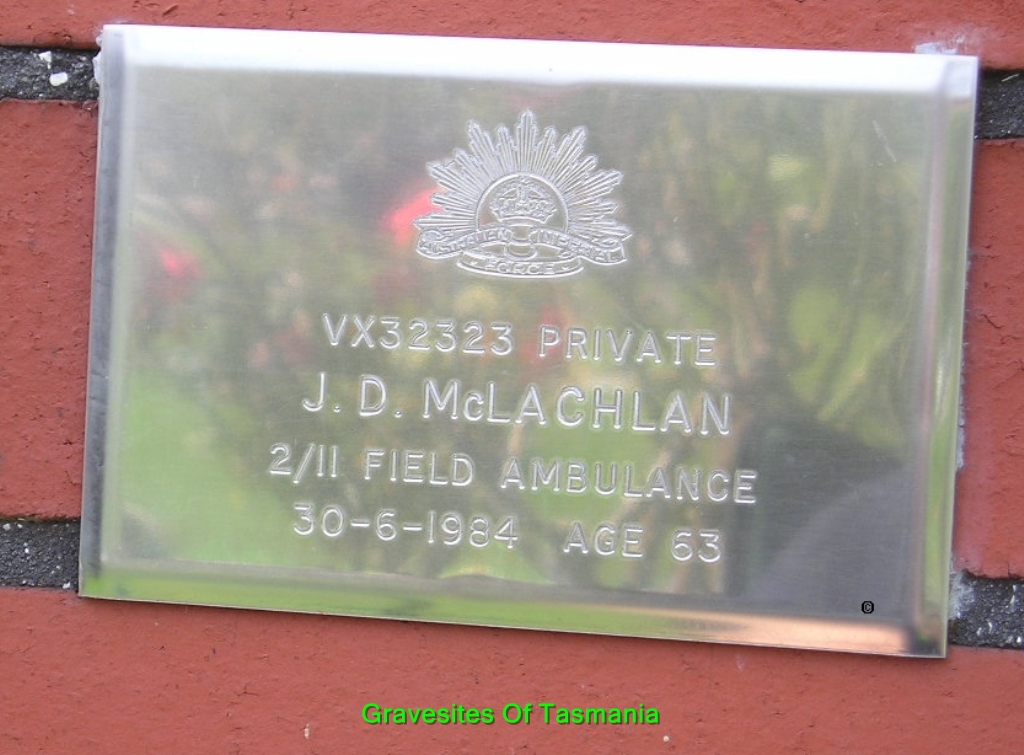 AUSTRALIAN IMPERIAL
FORCE
VX32323 PRIVATE
J. D. McLACHLAN
2/11 FIELD AMBULANCE
30-6-1984 AGE 63
©
Gravesites Of Tasmania